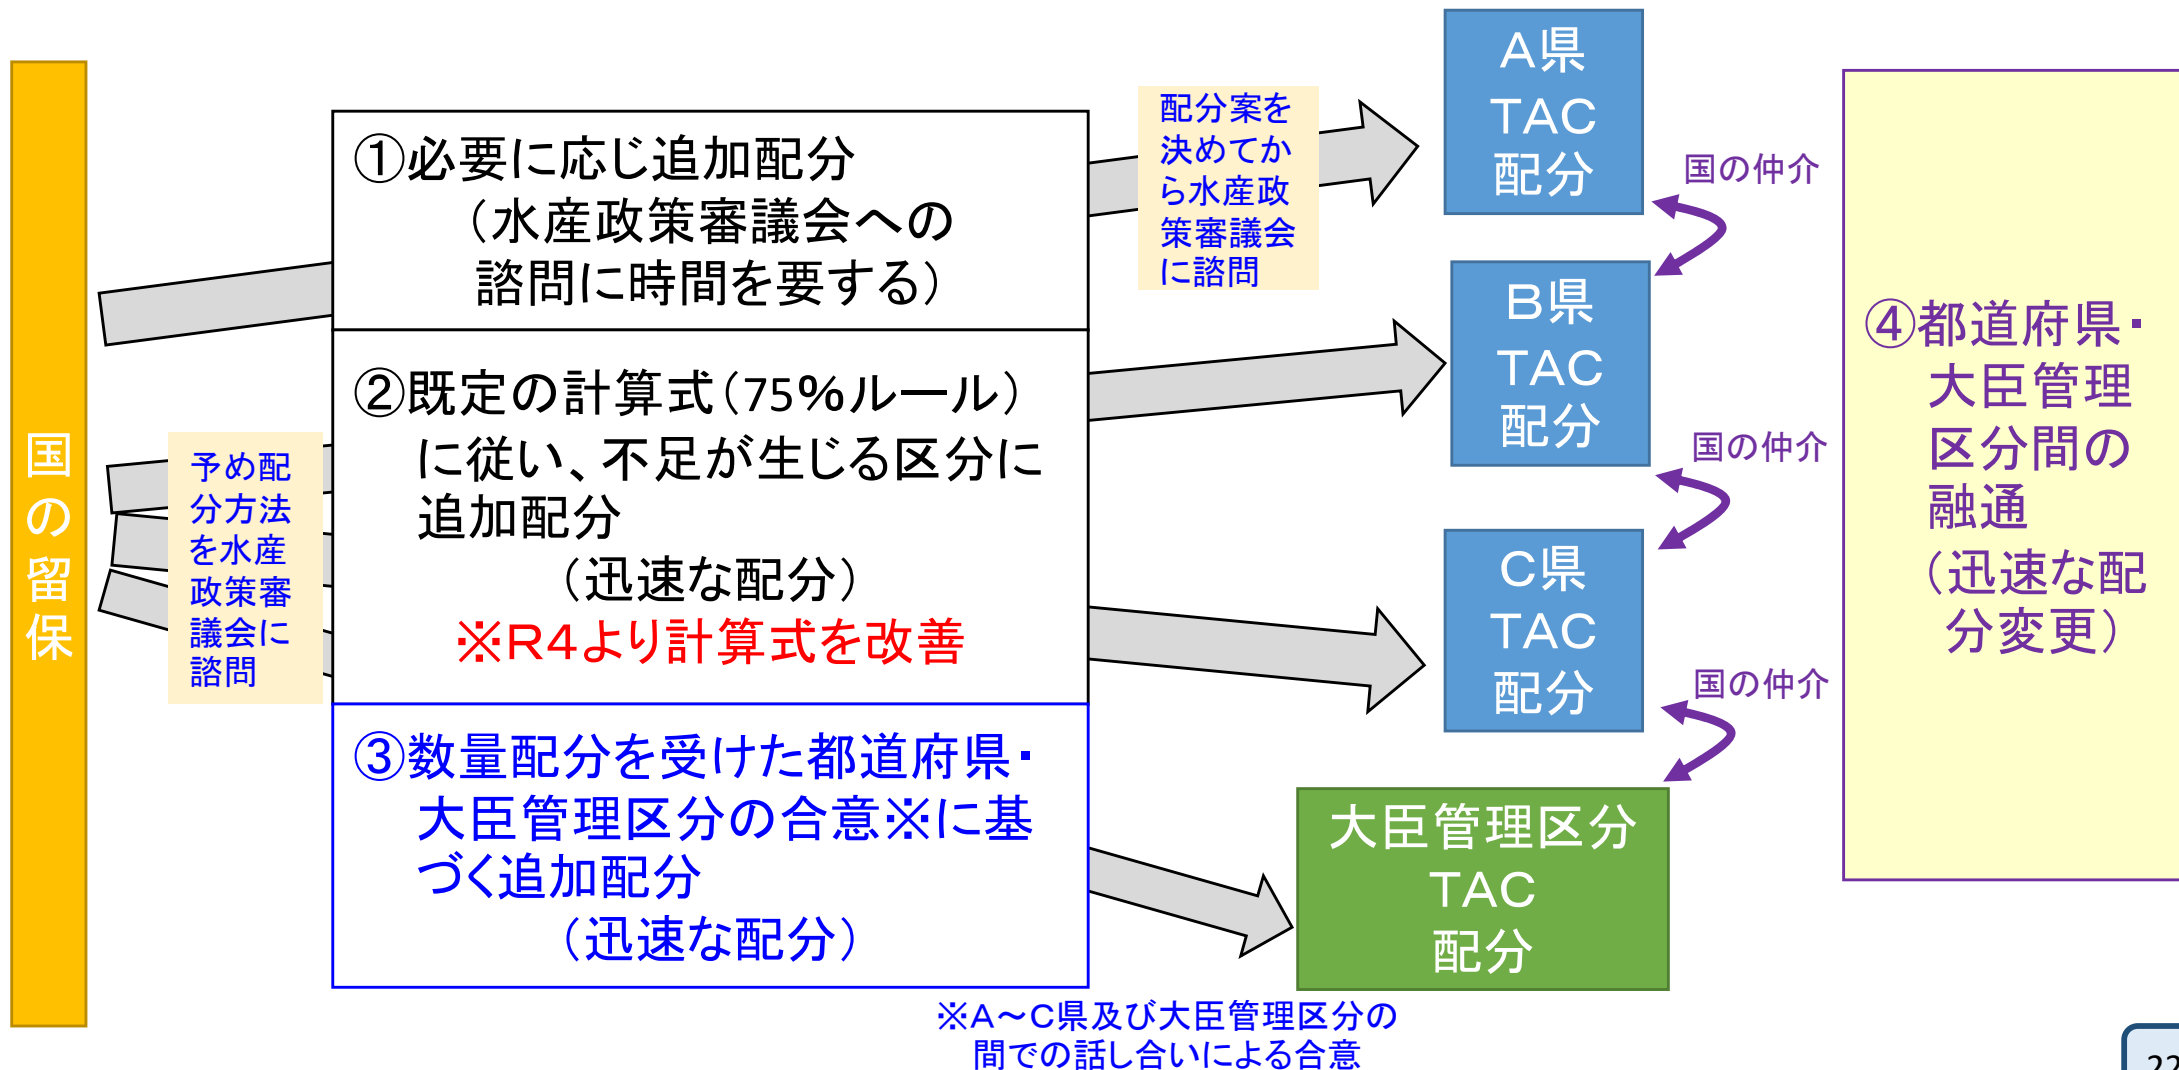 国の留保
予め配
分方法
を水産
政策審
議会に
諮問
①必要に応じ追加配分
（水産政策審議会への
諮問に時間を要する）
②既定の計算式（75％ルール）
に従い、不足が生じる区分に
追加配分
（迅速な配分）
※R4より計算式を改善
③数量配分を受けた都道府県・
大臣管理区分の合意※に基
づく追加配分
（迅速な配分）
配分案を
決めてか
ら水産政
策審議会
に諮問
A県
TAC
配分
国の仲介
B県
TAC
配分
国の仲介
C県
TAC
配分
国の仲介
大臣管理区分
TAC
配分
※A～C県及び大臣管理区分の
間での話し合いによる合意
④都道府県・
大臣管理
区分間の
融通
（迅速な配
分変更）
22